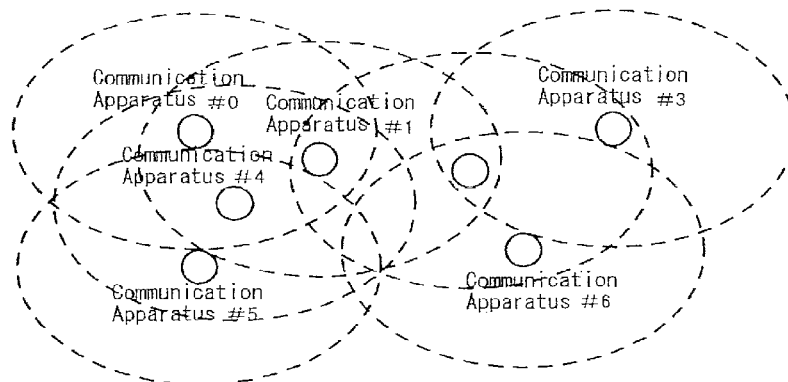 Communication
Apparatus #0
Communication
Apparatus #1
Communication
Apparatus #3
Communication
Apparatus #4
Communication
Apparatus #5
Communication
Apparatus #6